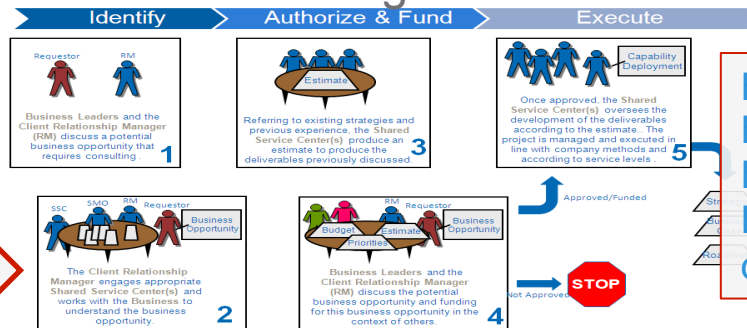 Identify
Authorize & Fund
Execute
Requestor
RM
Business Leaders and the
Client Relationship Manager
(RM) discuss a potential
business opportunity that
requires consulting .
1
Estimate
Referring to existing strategies and
previous experience, the Shared
Service Center(s) produce an
estimate to produce the
deliverables previously discussed.
3
Capability
Deployment
Once approved, the Shared
Service Center(s) oversees the
development of the deliverables
according to the estimate . The
project is managed and executed in
line with company methods and
according to service levels .
5
SSC
SMO
RM
Requestor
Business
Opportunity
The Client Relationship
Manager engages appropriate
Shared Service Center(s) and
works with the Business to
understand the business
opportunity.
2
RM
Requestor
Budget
Estimate
Priorities
Business
Opportunity
Business Leaders and the
Client Relationship Manager
(RM) discuss the potential
business opportunity and funding
for this business opportunity in the
context of others.
4
Approved/Funded
Not Approved
STOP